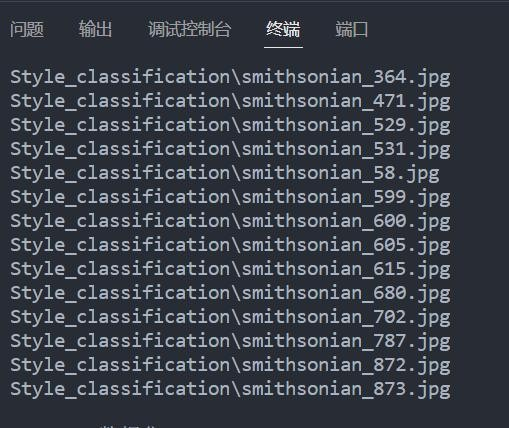 问题 输出 调试控制台 终端 端口
Style_classification\smithsonian_364.jpg
Style_classification\smithsonian_471.jpg
Style_classification\smithsonian_529.jpg
Style_classification\smithsonian_531.jpg
Style_classification\smithsonian_58.jpg
Style_classification\smithsonian_599.jpg
Style_classification\smithsonian_600.jpg
Style_classification\smithsonian_605.jpg
Style_classification\smithsonian_615.jpg
Style_classification\smithsonian_680.jpg
Style_classification\smithsonian_702.jpg
Style_classification\smithsonian_787.jpg
Style_classification\smithsonian_872.jpg
Style_classification\smithsonian_873.jpg